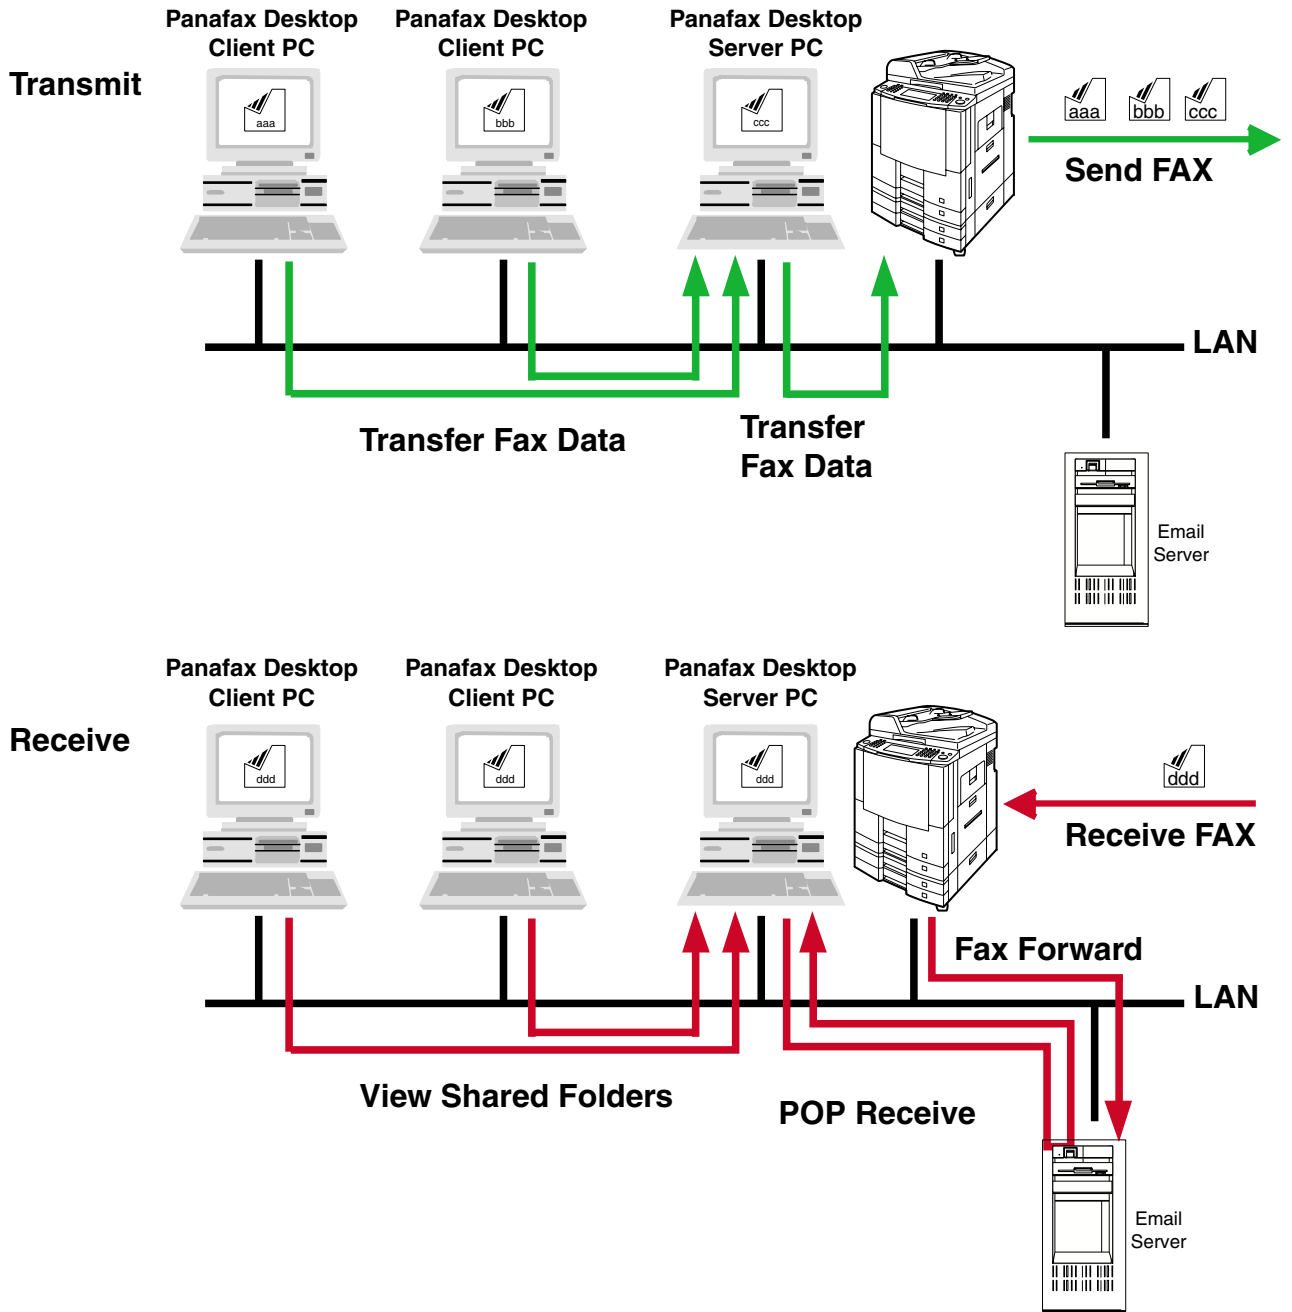 Panafax Desktop
Client PC
Panafax Desktop
Client PC
Panafax Desktop
Server PC
Transmit
aaa
bbb
ccc
aaa
bbb
ccc
Send FAX
LAN
Transfer Fax Data
Transfer
Fax Data
Email
Server
Panafax Desktop
Client PC
Panafax Desktop
Client PC
Panafax Desktop
Server PC
Receive
ddd
ddd
ddd
ddd
Receive FAX
Fax Forward
LAN
View Shared Folders
POP Receive
Email
Server